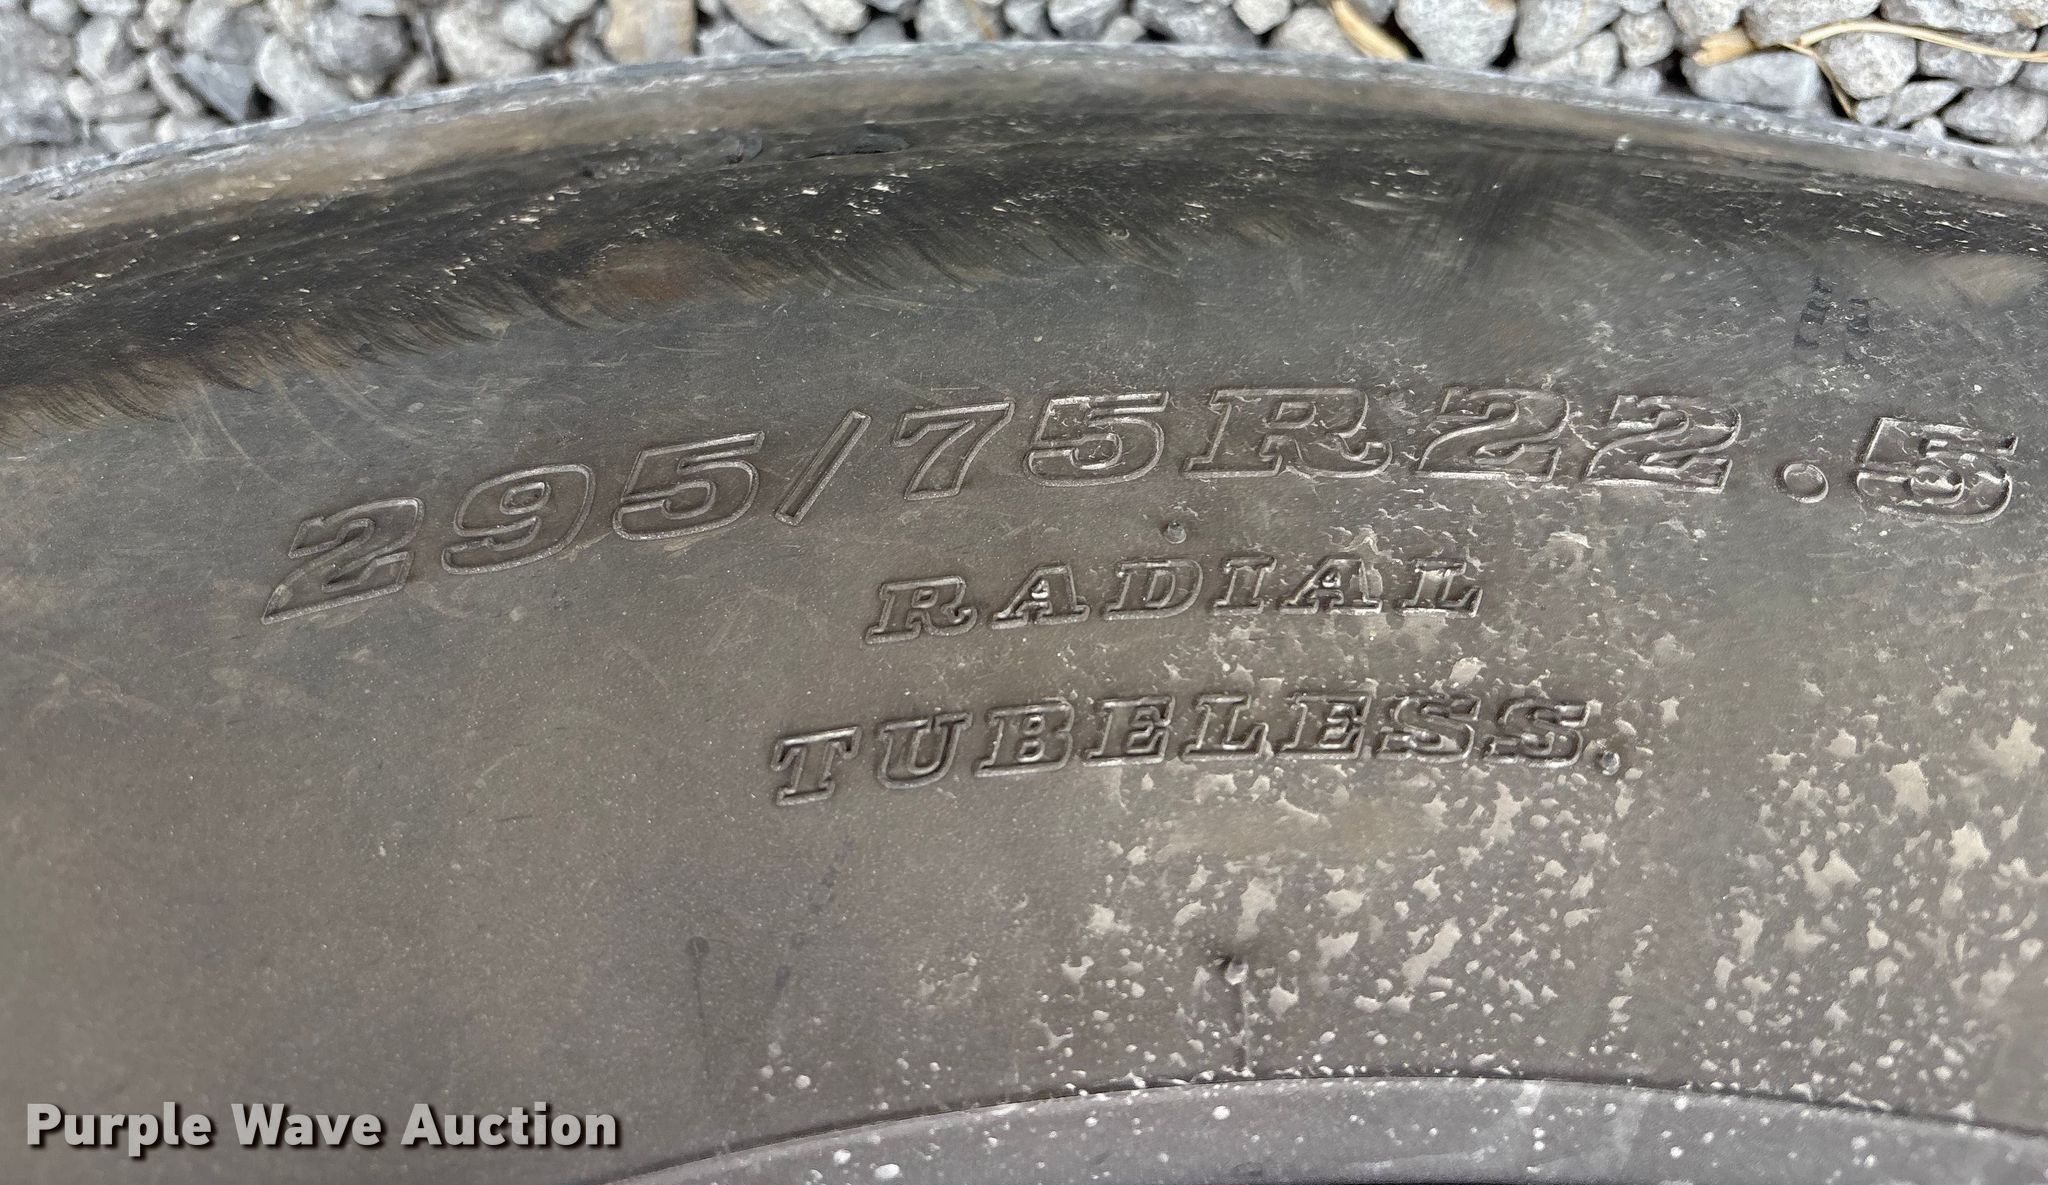 295/75R22.5
RADIAL
TUBELESS.
Purple Wave Auction